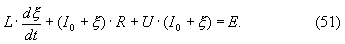 L · dξ/dt + (I₀ + ξ) · R + U · (I₀ + ξ) = E. (51)